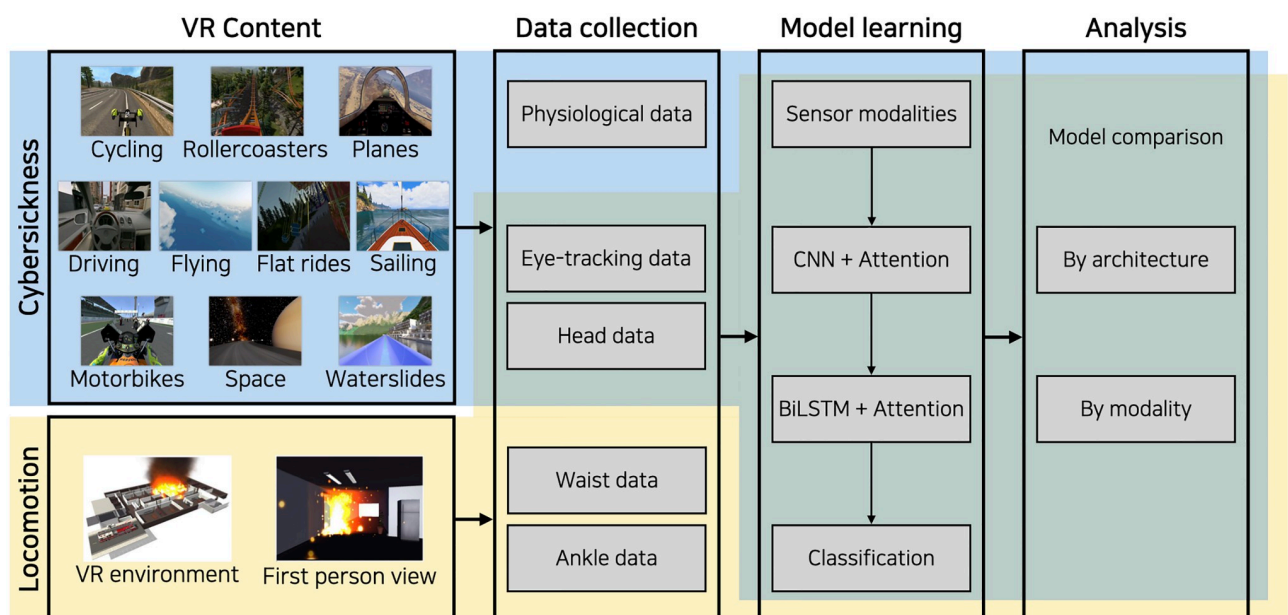 VR Content
Data collection
Model learning
Analysis
Cybersickness
Cycling
Rollercoasters
Planes
Driving
Flying
Flat rides
Sailing
Motorbikes
Space
Waterslides
Locomotion
VR environment
First person view
Physiological data
Eye-tracking data
Head data
Waist data
Ankle data
Sensor modalities
CNN + Attention
BiLSTM + Attention
Classification
Model comparison
By architecture
By modality